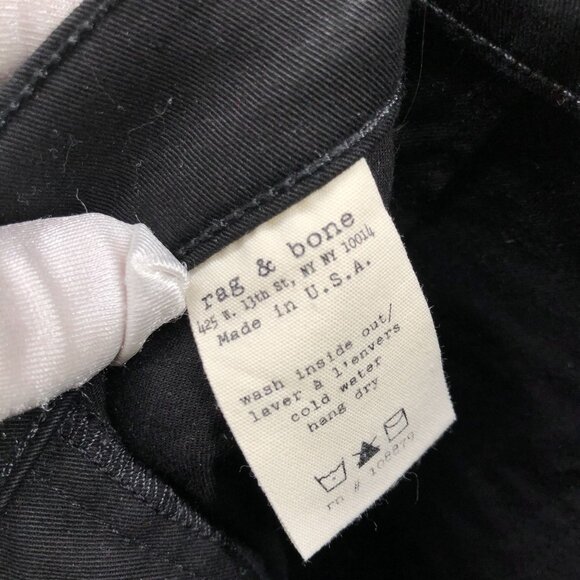 rag & bone
425 W. 13th St, NY NY 10014
Made in U.S.A.
wash inside out/
laver à l'envers
cold water
hang dry
rn #